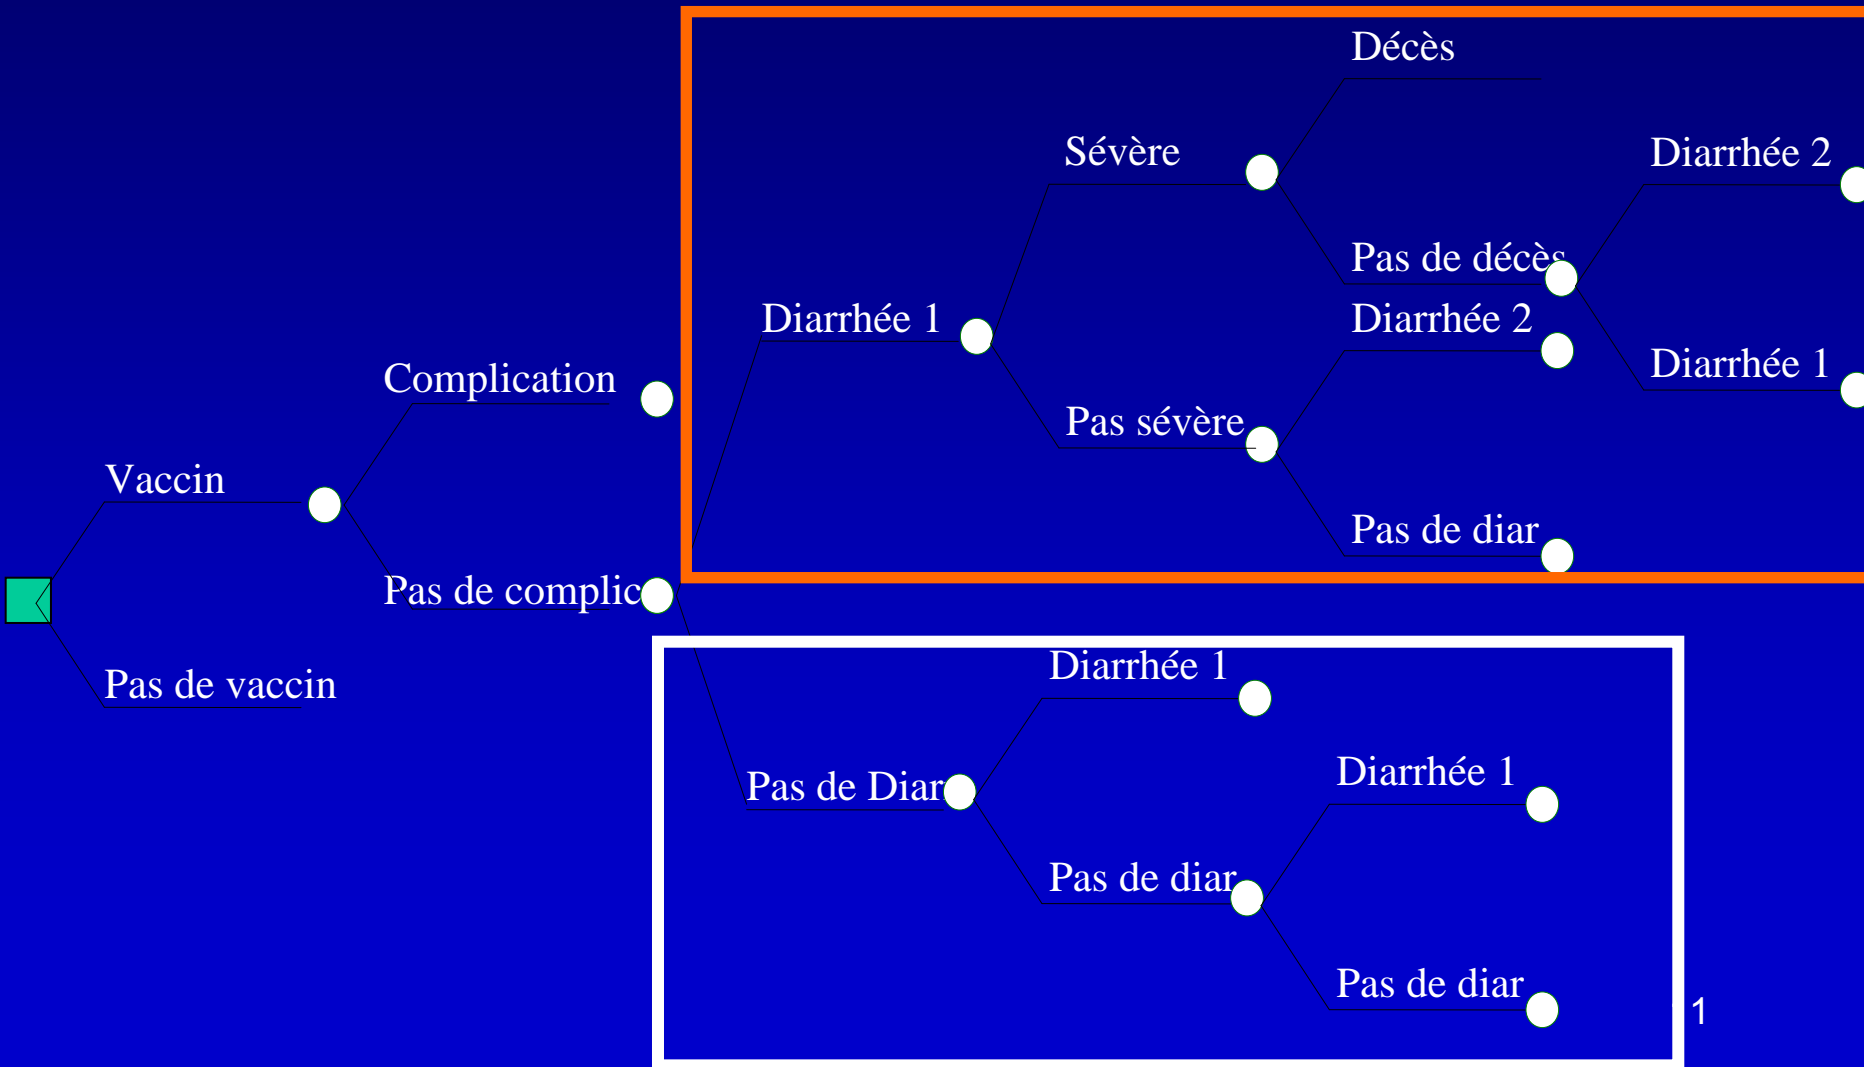 Décès
Sévère
Diarrhée 2
Pas de décès
Diarrhée 1
Diarrhée 2
Diarrhée 1
Complication
Pas sévère
Vaccin
Pas de diar
Pas de complic
Diarrhée 1
Pas de vaccin
Diarrhée 1
Pas de Diar
Pas de diar
Pas de diar
1